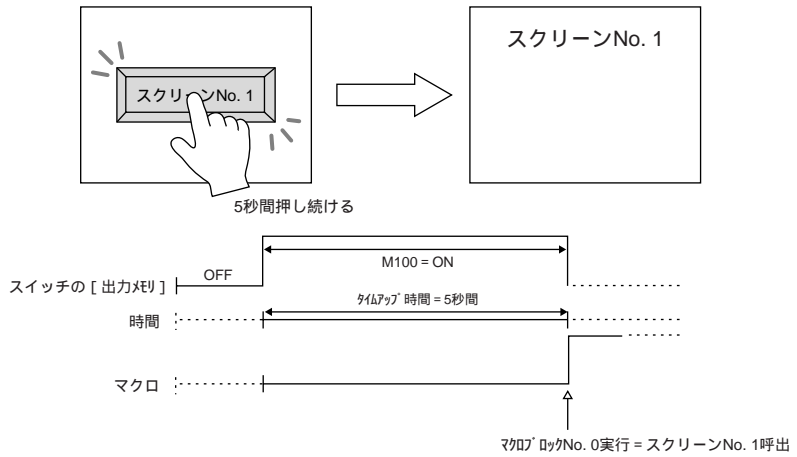 スクリーンNo. 1
スクリーンNo. 1
5秒間押し続ける
M100 = ON
スイッチの [ 出力ﾒﾓﾘ ]
OFF
ﾀｲﾑｱｯﾌﾟ時間 = 5秒間
時間
マクロ
ﾏｸﾛﾌﾞﾛｯｸNo. 0実行 = スクリーンNo. 1呼出